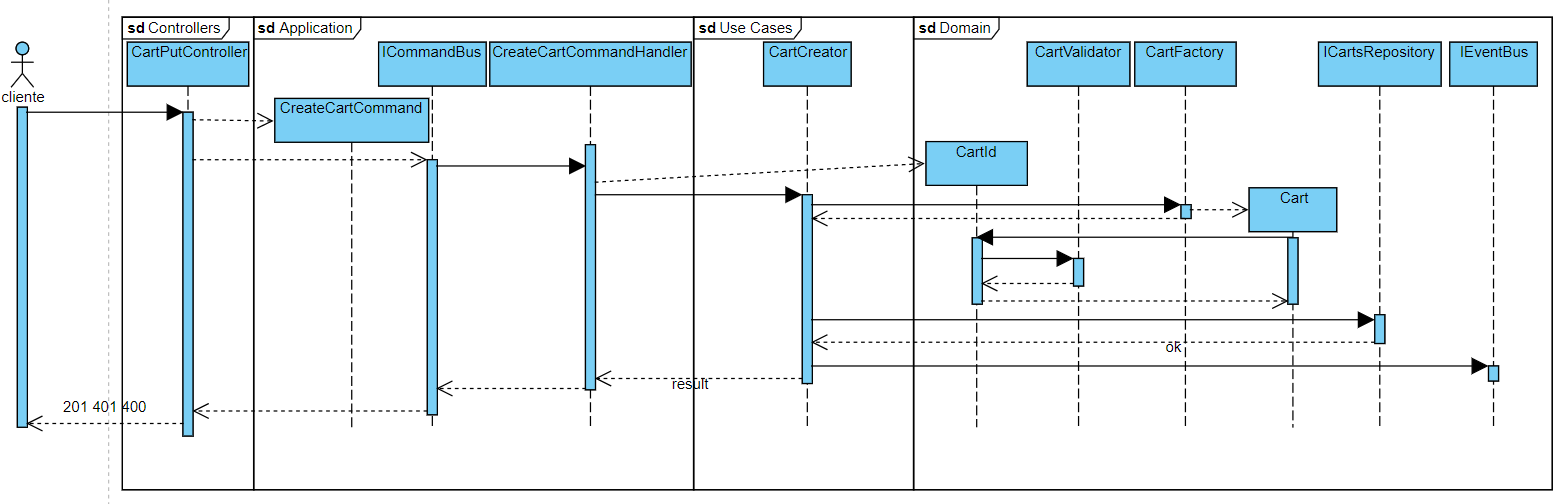 sd Controllers
sd Application
sd Use Cases
sd Domain
CartPutController
ICommandBus
CreateCartCommandHandler
CartCreator
CartValidator
CartFactory
ICartsRepository
IEventBus
cliente
CreateCartCommand
CartId
Cart
ok
result
201 401 400